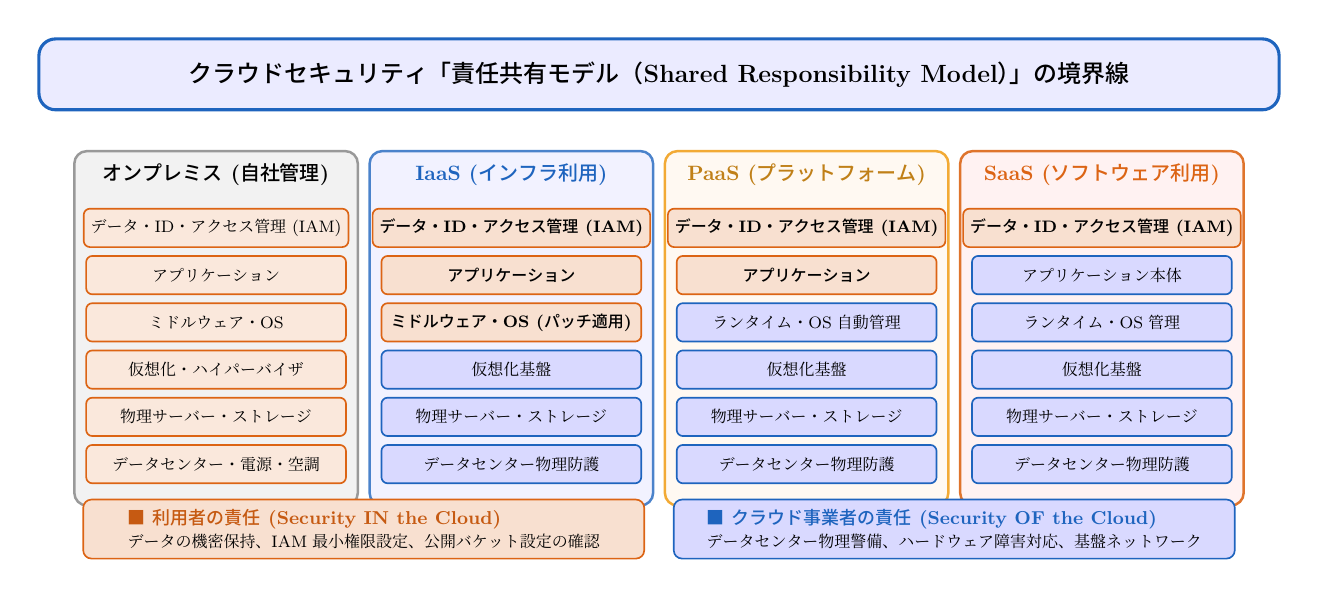 クラウドセキュリティ「責任共有モデル（Shared Responsibility Model）」の境界線
オンプレミス (自社管理)
データ・ID・アクセス管理 (IAM)
アプリケーション
ミドルウェア・OS
仮想化・ハイパーバイザ
物理サーバー・ストレージ
データセンター・電源・空調
IaaS (インフラ利用)
データ・ID・アクセス管理 (IAM)
アプリケーション
ミドルウェア・OS (パッチ適用)
仮想化基盤
物理サーバー・ストレージ
データセンター物理防護
PaaS (プラットフォーム)
データ・ID・アクセス管理 (IAM)
アプリケーション
ランタイム・OS 自動管理
仮想化基盤
物理サーバー・ストレージ
データセンター物理防護
SaaS (ソフトウェア利用)
データ・ID・アクセス管理 (IAM)
アプリケーション本体
ランタイム・OS 管理
仮想化基盤
物理サーバー・ストレージ
データセンター物理防護
■ 利用者の責任 (Security IN the Cloud)
データの機密保持、IAM 最小権限設定、公開バケット設定の確認
■ クラウド事業者の責任 (Security OF the Cloud)
データセンター物理警備、ハードウェア障害対応、基盤ネットワーク